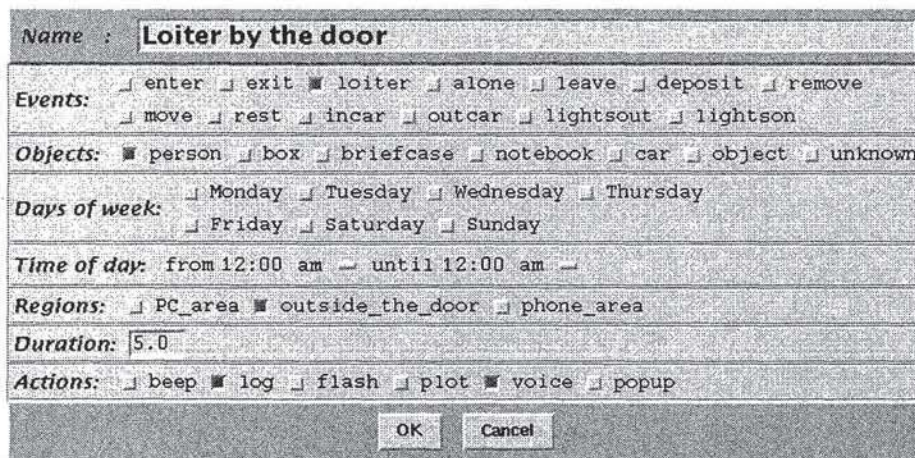 Name : Loiter by the door
Events: enter exit loiter alone leave deposit remove
move rest incar outcar lightsout lightson
Objects: person box briefcase notebook car object unknown
Days of week: Monday Tuesday Wednesday Thursday
Friday Saturday Sunday
Time of day: from 12:00 am until 12:00 am
Regions: PC_area outside_the_door phone_area
Duration: 5.0
Actions: beep log flash plot voice popup
OK Cancel